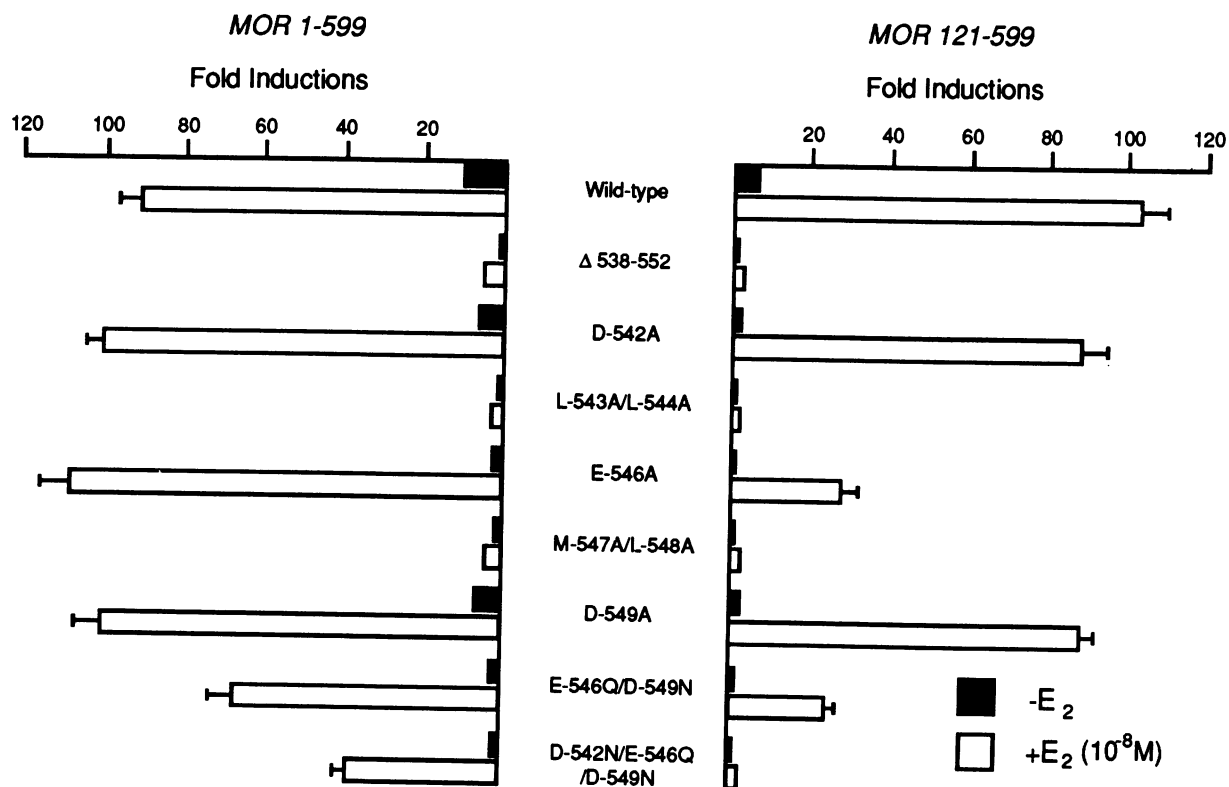 MOR 1-599
MOR 121-599
Fold Inductions
Fold Inductions
120 100 80 60 40 20
20 40 60 80 100 120
Wild-type
Δ 538-552
D-542A
L-543A/L-544A
E-546A
M-547A/L-548A
D-549A
E-546Q/D-549N
D-542N/E-546Q
/D-549N
-E₂
+E₂ (10⁻⁸M)